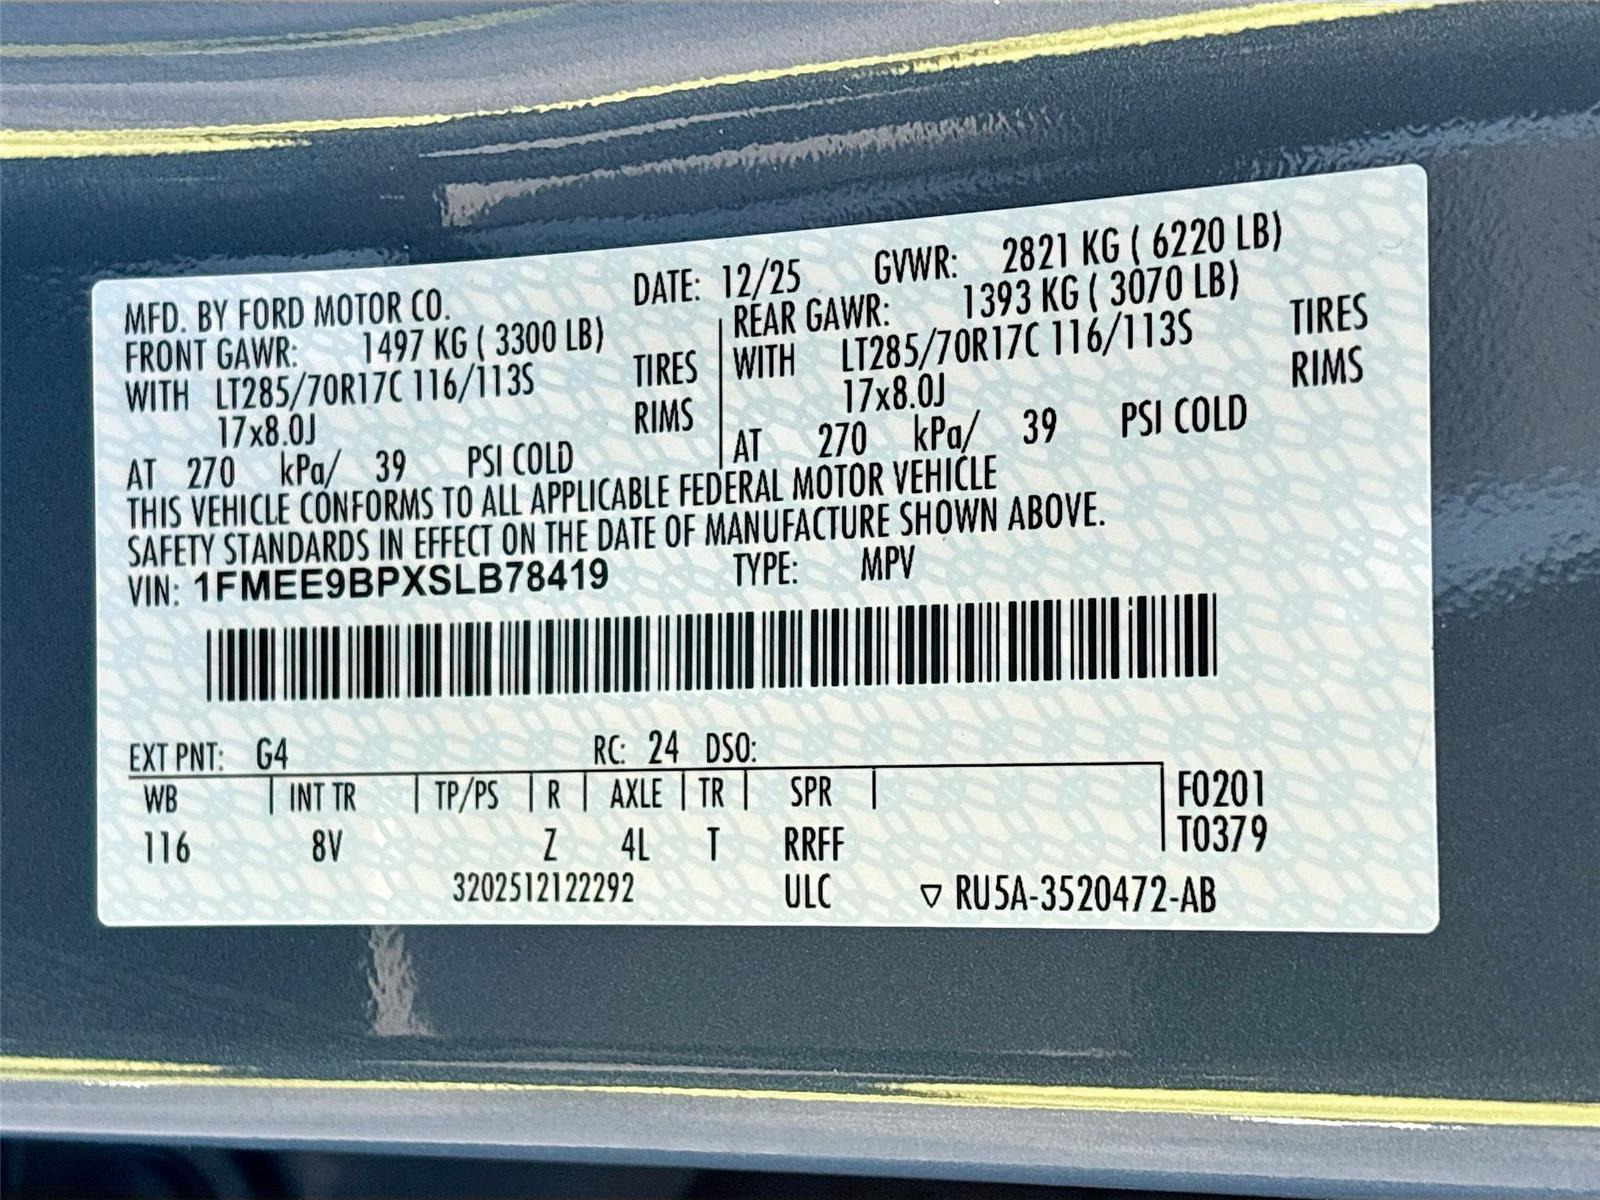 MFD. BY FORD MOTOR CO. DATE: 12/25 GVWR: 2821 KG ( 6220 LB)
FRONT GAWR: 1497 KG ( 3300 LB)
WITH LT285/70R17C 116/113S TIRES
17x8.0J RIMS
AT 270 kPa/ 39 PSI COLD
REAR GAWR: 1393 KG ( 3070 LB)
WITH LT285/70R17C 116/113S TIRES
17x8.0J RIMS
AT 270 kPa/ 39 PSI COLD
THIS VEHICLE CONFORMS TO ALL APPLICABLE FEDERAL MOTOR VEHICLE
SAFETY STANDARDS IN EFFECT ON THE DATE OF MANUFACTURE SHOWN ABOVE.
VIN: 1FMEE9BPXSLB78419 TYPE: MPV
EXT PNT: G4 RC: 24 DSO:
WB INT TR TP/PS R AXLE TR SPR F0201
116 8V Z 4L T RRFF T0379
3202512122292 ULC ▽ RU5A-3520472-AB